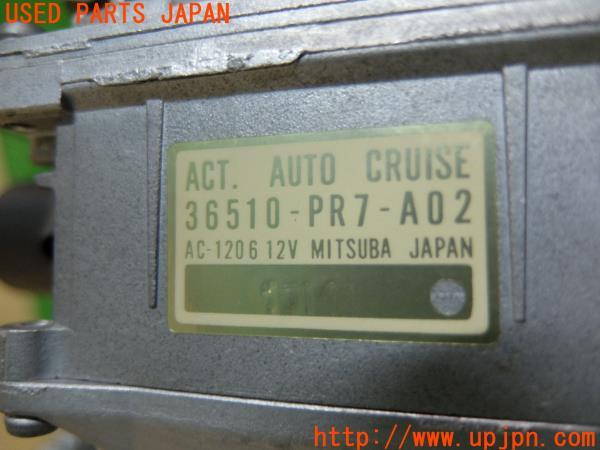 USED PARTS JAPAN
ACT. AUTO CRUISE
36510-PR7-A02
AC-1206 12V MITSUBA JAPAN
http://www.upjpn.com/